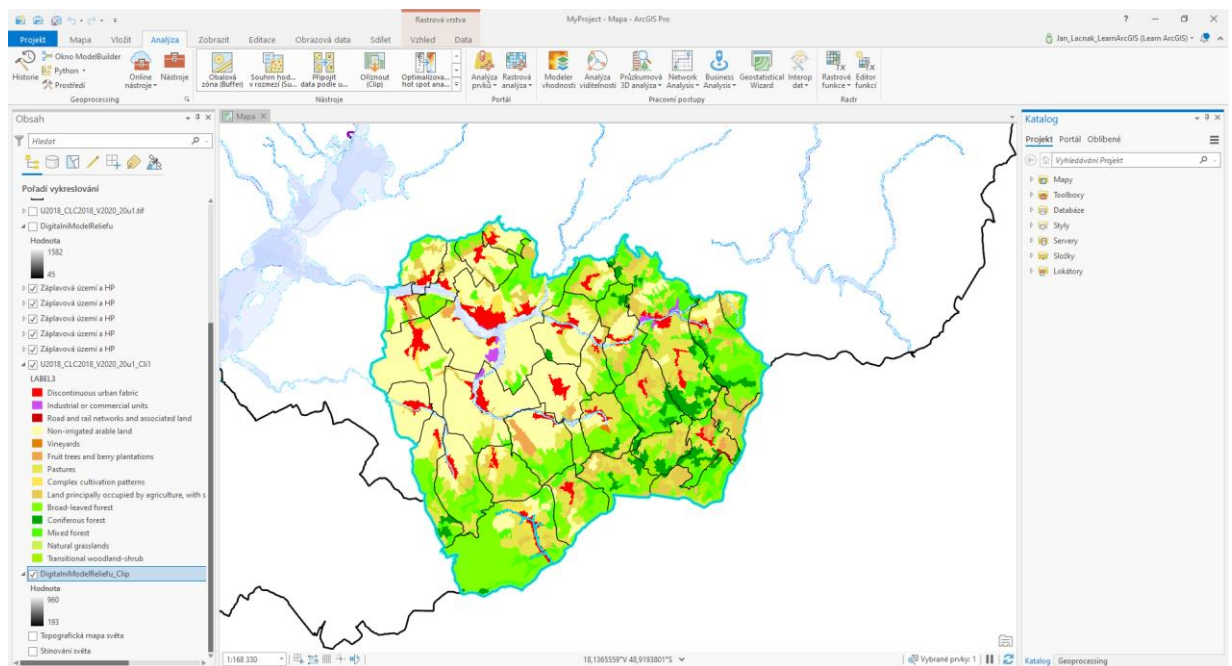 Rastrová vrstva
MyProject - Mapa - ArcGIS Pro
?
Projekt Mapa Vložit Analýza Zobrazit Editace Obrazová data Sdílet Vzhled Data
Jan_Lacnak_LearnArcGIS (Learn ArcGIS)
Historie
Okno ModelBuilder
Python
Prostředí
Online nástroje
Nástroje
Obalová zóna (Buffer)
Souhrn hod... v rozmezí (Su...
Připojit data podle u...
Oříznout (Clip)
Optimalizova... hot spot ana...
Analýza prvků
Rastrová analýza
Modeler vhodnosti
Analýza viditelnosti
Průzkumová 3D analýza
Network Analysis
Business Analysis
Geostatistical Wizard
Interop dat
Rastrové funkce
Editor funkcí
Geoprocessing Nástroje Portál Pracovní postupy Rastr
Obsah
Hledat
Pořadí vykreslování
U2018_CLC2018_V2020_20u1.tif
DigitalniModelReliefu
Hodnota
1582
45
Záplavová území a HP
Záplavová území a HP
Záplavová území a HP
Záplavová území a HP
U2018_CLC2018_V2020_20u1_Cli1
LABEL3
Discontinuous urban fabric
Industrial or commercial units
Road and rail networks and associated land
Non-irrigated arable land
Vineyards
Fruit trees and berry plantations
Pastures
Complex cultivation patterns
Land principally occupied by agriculture, with s
Broad-leaved forest
Coniferous forest
Mixed forest
Natural grasslands
Transitional woodland-shrub
DigitalniModelReliefu_Clip
Hodnota
960
193
Topografická mapa světa
Stínování světa
Mapa
1:168 330
18,1365559°V 48,9193801°S
Vybrané prvky: 1
Katalog
Projekt Portál Oblíbené
Vyhledávání Projekt
Mapy
Toolboxy
Databáze
Styly
Servery
Složky
Lokátory
Katalog Geoprocessing